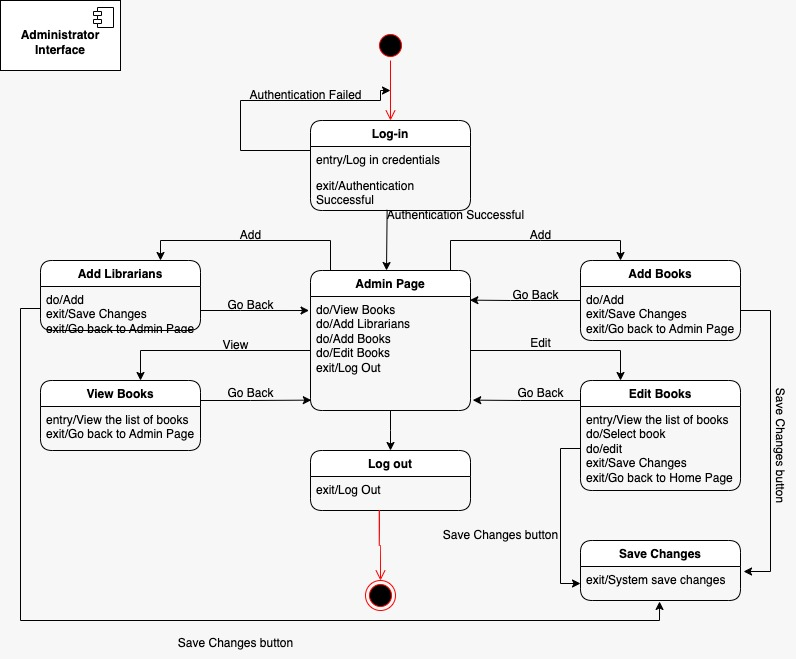 Administrator
Interface
Authentication Failed
Log-in
entry/Log in credentials
exit/Authentication
Successful
Authentication Successful
Add
Add
Add Librarians
do/Add
exit/Save Changes
exit/Go back to Admin Page
Go Back
Admin Page
do/View Books
do/Add Librarians
do/Add Books
do/Edit Books
exit/Log Out
Go Back
Add Books
do/Add
exit/Save Changes
exit/Go back to Admin Page
View
Edit
View Books
entry/View the list of books
exit/Go back to Admin Page
Go Back
Go Back
Edit Books
entry/View the list of books
do/Select book
do/edit
exit/Save Changes
exit/Go back to Home Page
Save Changes button
Log out
exit/Log Out
Save Changes button
Save Changes
exit/System save changes
Save Changes button